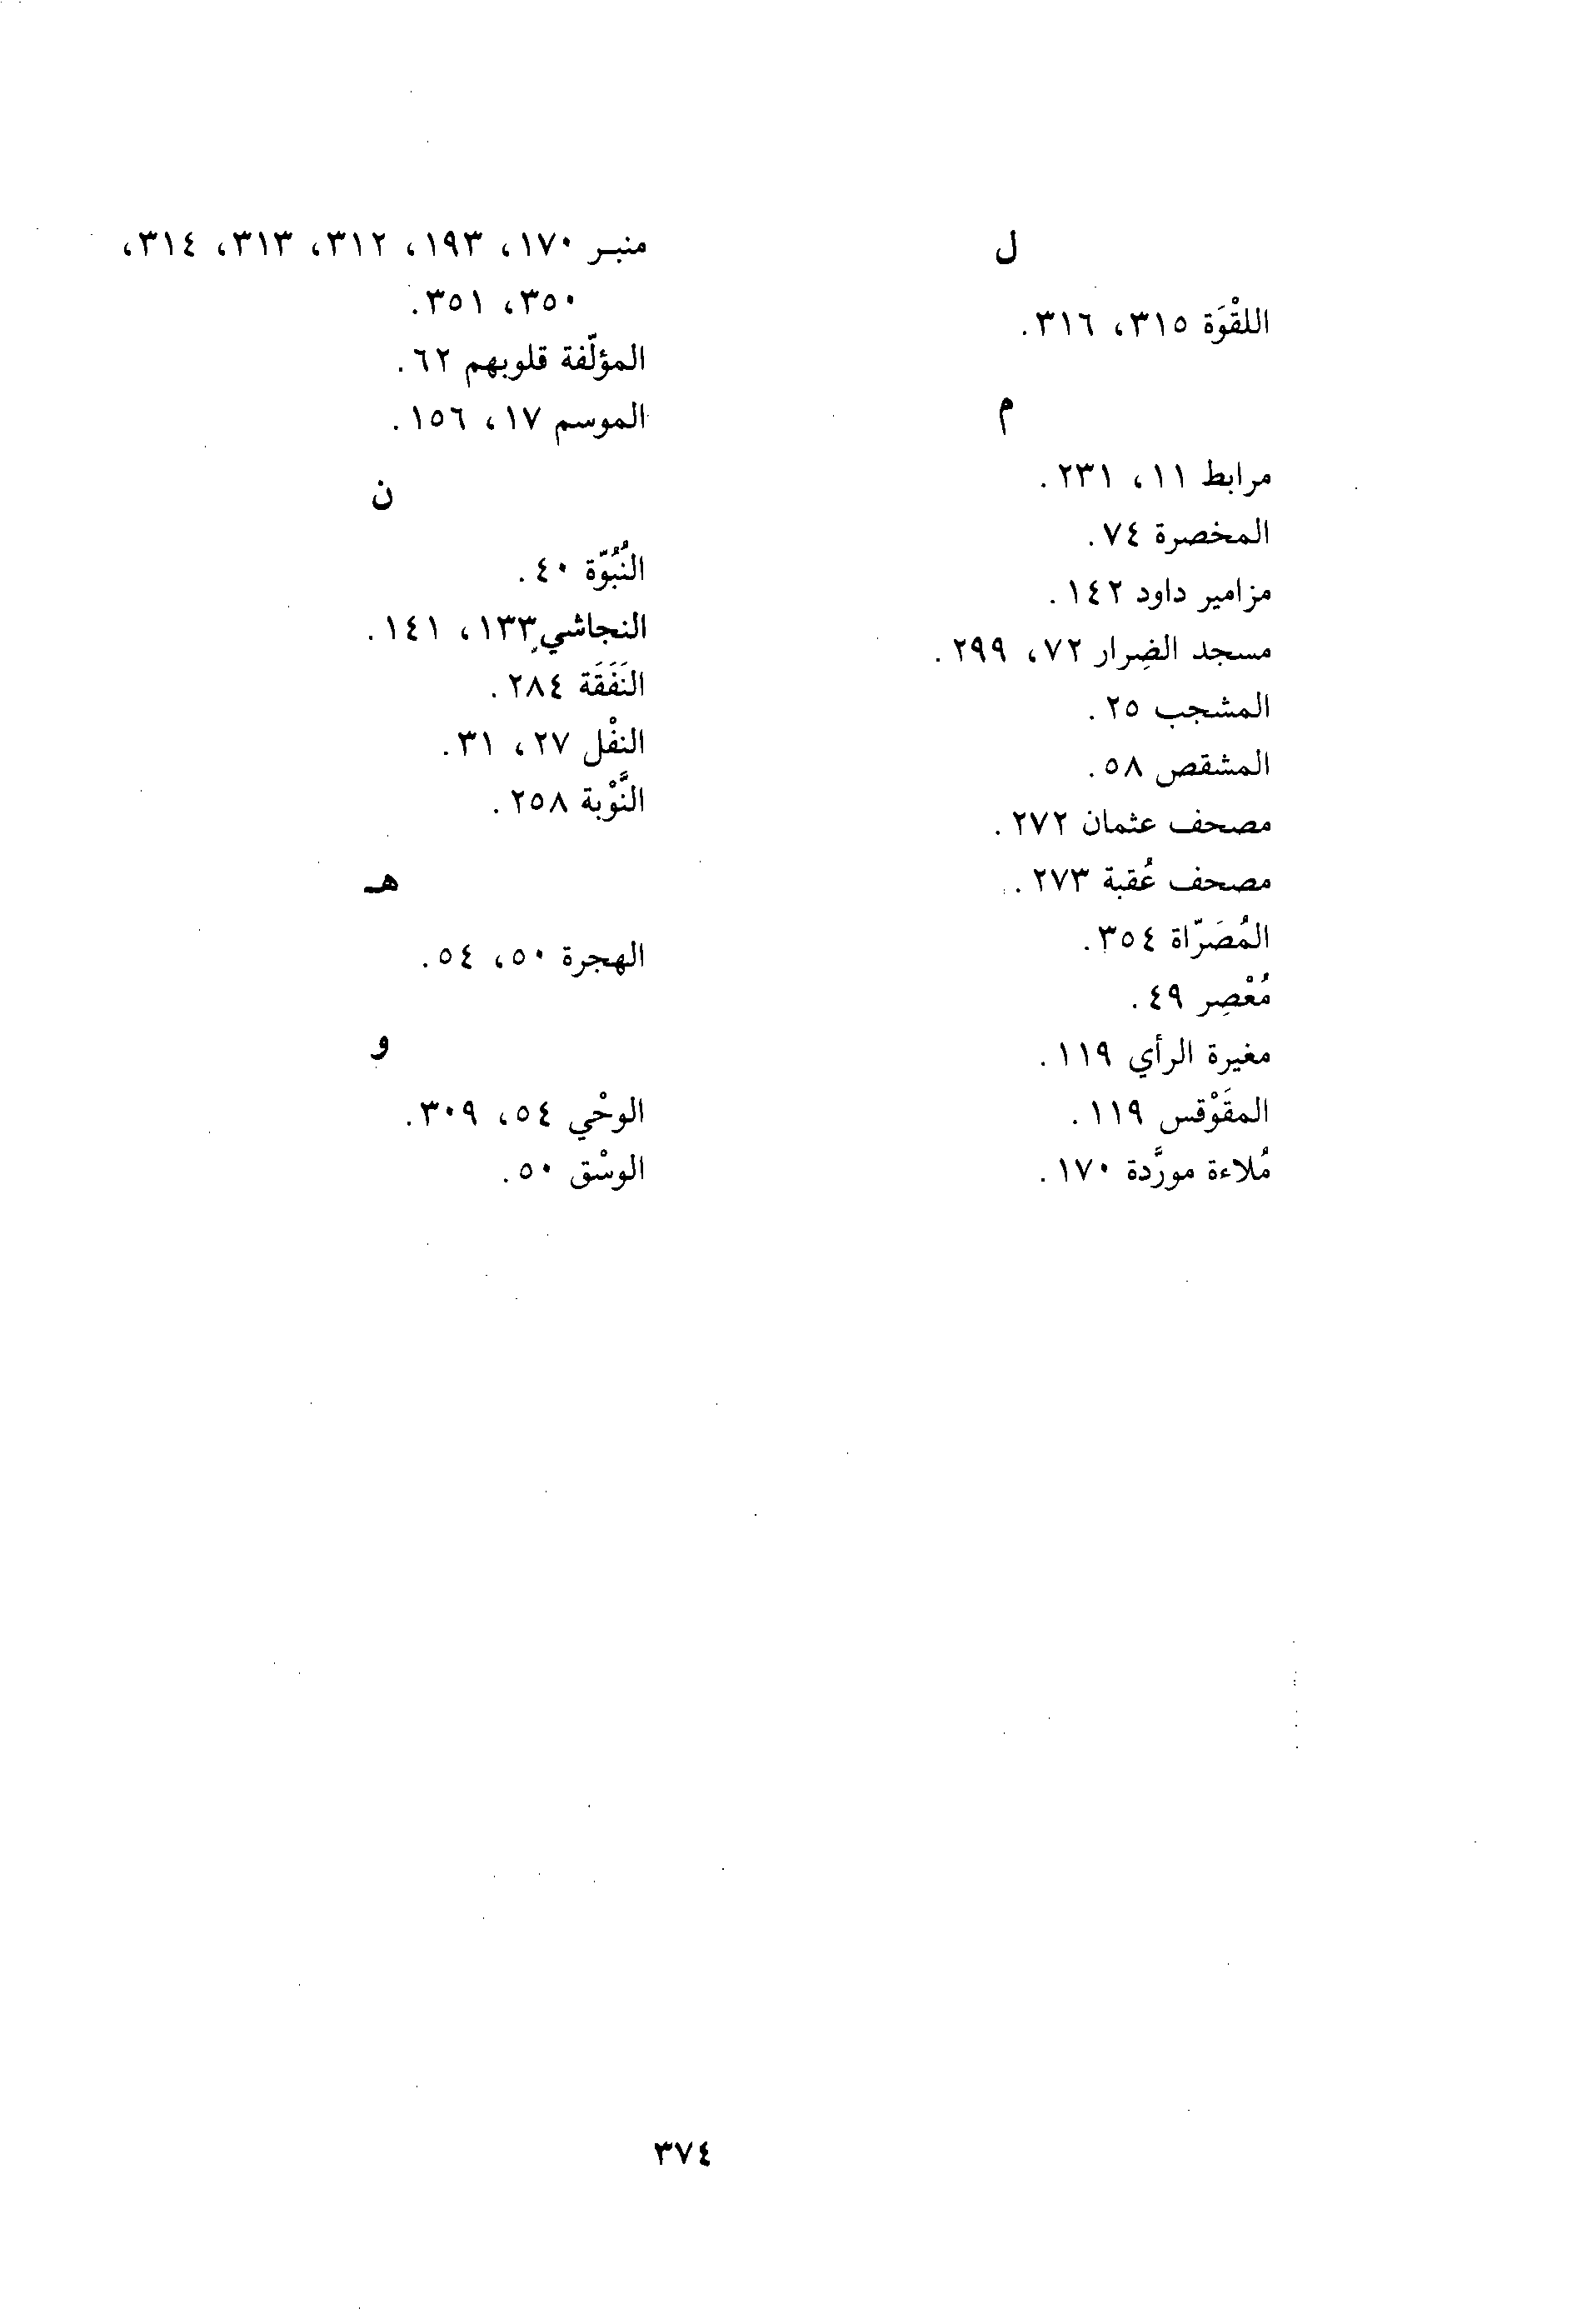 ل
اللقْوَة ٣١٥، ٣١٦.
م
مرابط ١١، ٢٣١.
المخصرة ٧٤.
مزامير داود ١٤٢.
مسجد الضِرار ٧٢، ٢٩٩.
المشجب ٢٥.
المشقص ٥٨.
مصحف عثمان ٢٧٢.
مصحف عُقبة ٢٧٣.
المُصَرّاة ٣٥٤.
مُعْصِر ٤٩.
مغيرة الرأي ١١٩.
المقَوْقس ١١٩.
مُلاءة مورَّدة ١٧٠.
منبـر ١٧٠، ١٩٣، ٣١٢، ٣١٣، ٣١٤،
٣٥٠، ٣٥١.
المؤلّفة قلوبهم ٦٢.
الموسم ١٧، ١٥٦.
ن
النُبُوّة ٤٠.
النجاشي ١٣٣، ١٤١.
النَفَقَة ٢٨٤.
النفْل ٢٧، ٣١.
النَّوْبة ٢٥٨.
هـ
الهجرة ٥٠، ٥٤.
و
الوحْي ٥٤، ٣٠٩.
الوسْق ٥٠.
٣٧٤